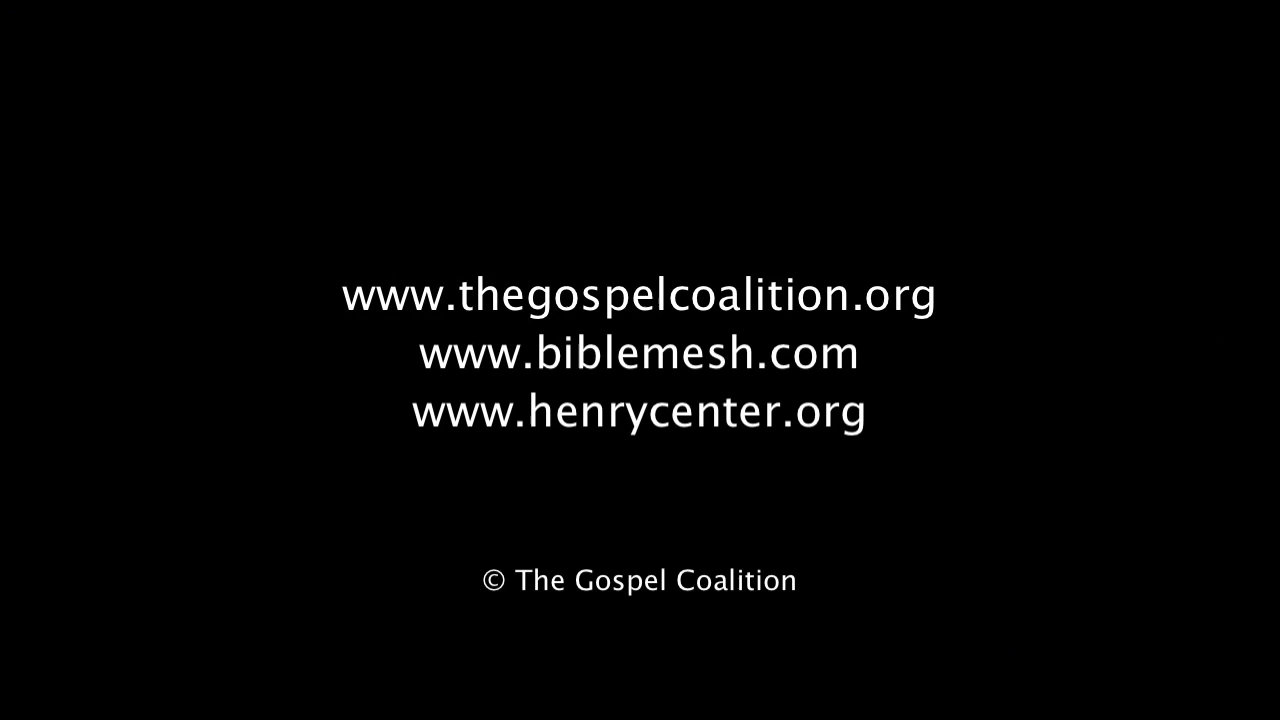 www.thegospelcoalition.org
www.biblemesh.com
www.henrycenter.org
© The Gospel Coalition